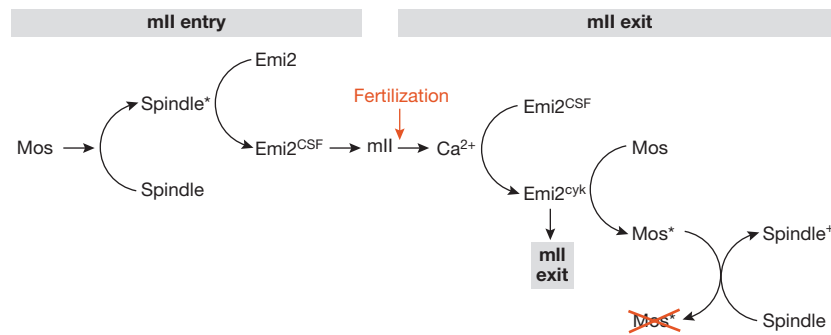 mII entry
mII exit
Emi2
Spindle*
Fertilization
Emi2CSF
Mos
Emi2CSF
mII
Ca2+
Mos
Spindle
Emi2cyk
Mos*
Spindle+
mII
exit
Mos*
Spindle